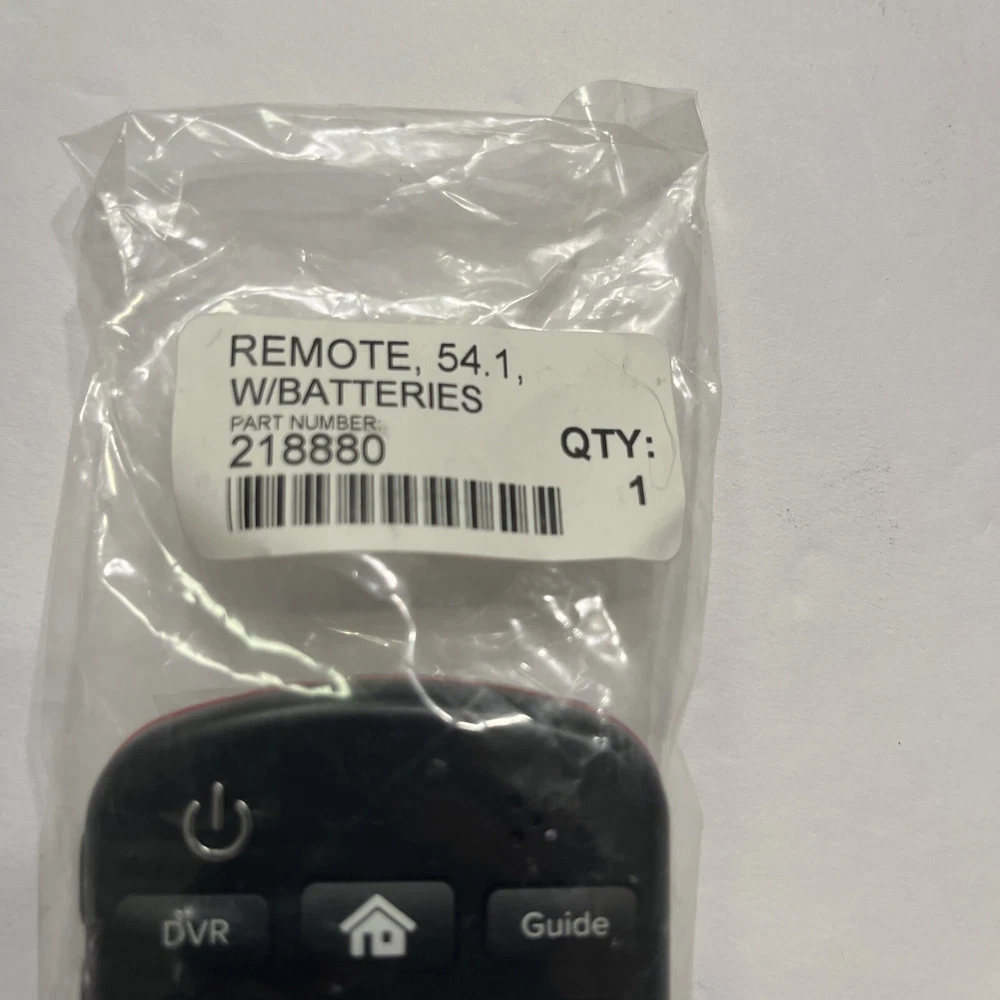 REMOTE, 54.1,
W/BATTERIES
PART NUMBER:
218880
QTY:
1
DVR
Guide